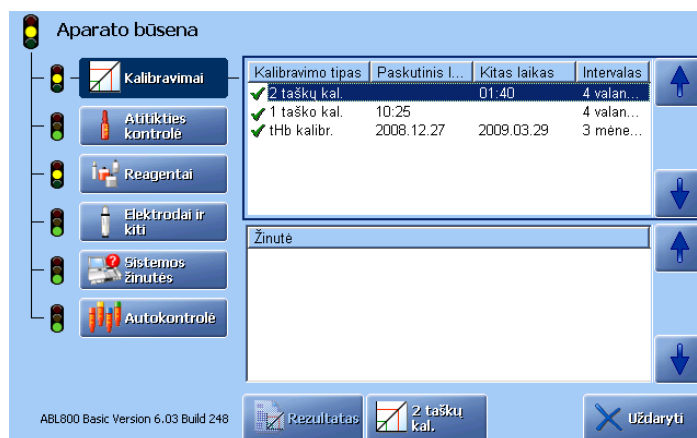 Aparato būsena
Kalibravimai
Atitikties
kontrolė
Reagentai
Elektrodai ir
kiti
Sistemos
žinutės
Autokontrolė
Kalibravimo tipas Paskutinis l... Kitas laikas Intervalas
2 taškų kal. 01:40 4 valan...
1 taško kal. 10:25 4 valan...
tHb kalibr. 2008.12.27 2009.03.29 3 mėne...
Žinutė
ABL800 Basic Version 6.03 Build 248
Rezultatas
2 taškų
kal.
Uždaryti